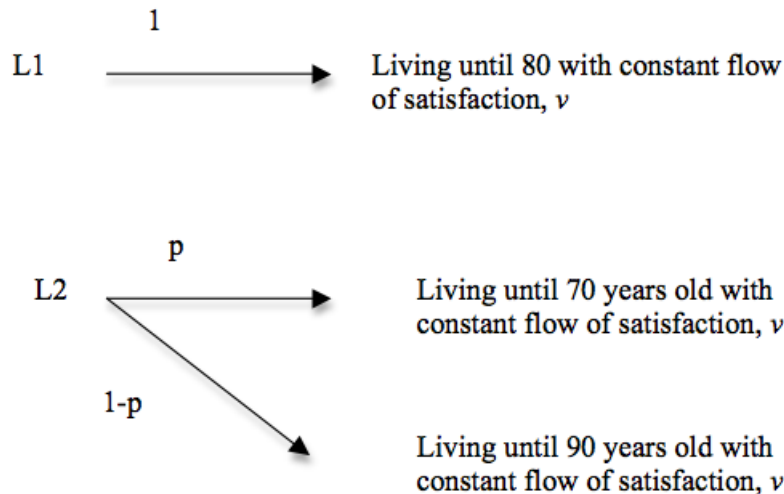 1
L1
Living until 80 with constant flow
of satisfaction, v
p
L2
Living until 70 years old with
constant flow of satisfaction, v
1-p
Living until 90 years old with
constant flow of satisfaction, v